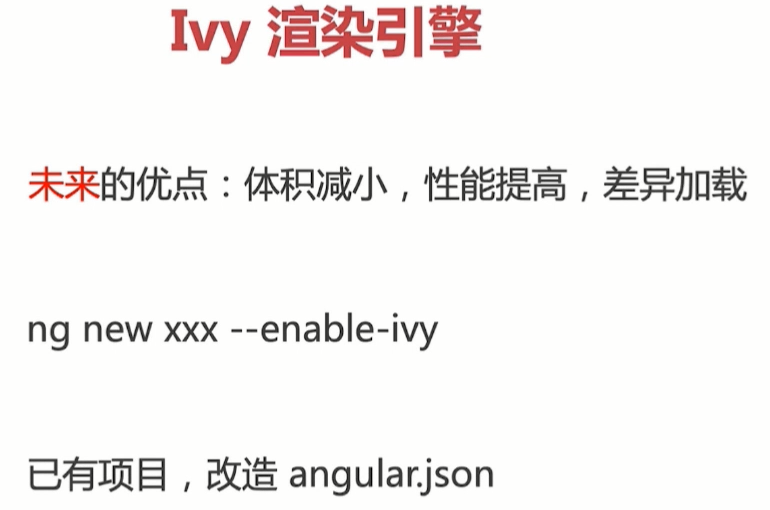 Ivy 渲染引擎
未来的优点：体积减小，性能提高，差异加载
ng new xxx --enable-ivy
已有项目，改造 angular.json